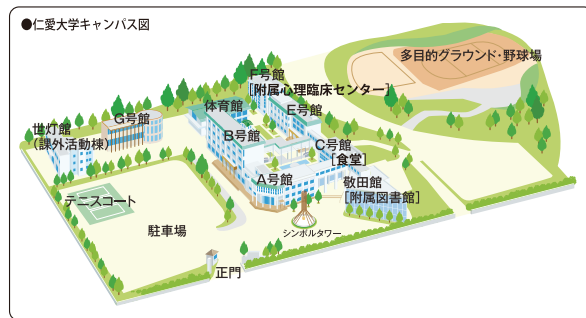 ●仁愛大学キャンパス図
多目的グラウンド・野球場
F号館
[附属心理臨床センター]
体育館
E号館
G号館
世灯館
(課外活動棟)
B号館
C号館
[食堂]
A号館
敬田館
[附属図書館]
テニスコート
シンボルタワー
駐車場
正門